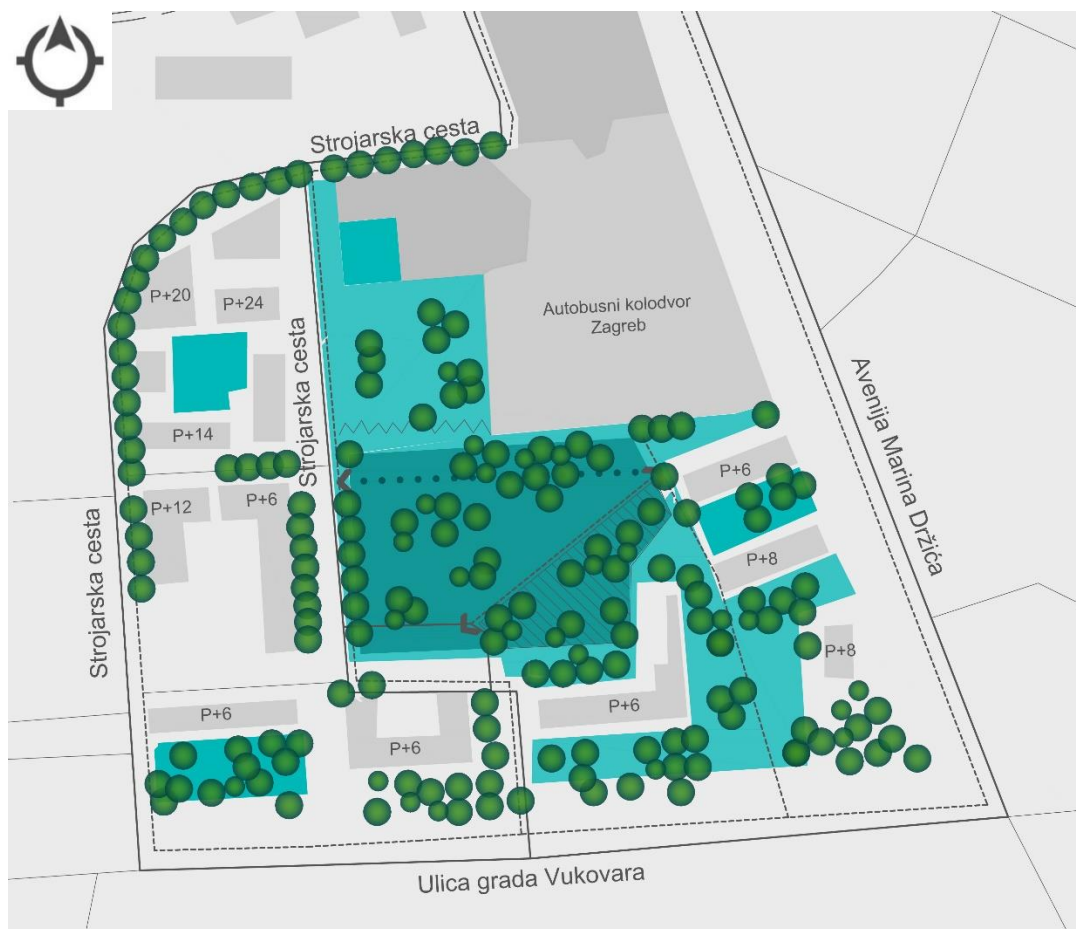 Strojarska cesta
P+20
P+24
Autobusni kolodvor
Zagreb
Strojarska cesta
P+14
Avenija Marina Držića
P+6
P+12
P+6
P+8
Strojarska cesta
P+8
P+6
P+6
P+6
Ulica grada Vukovara